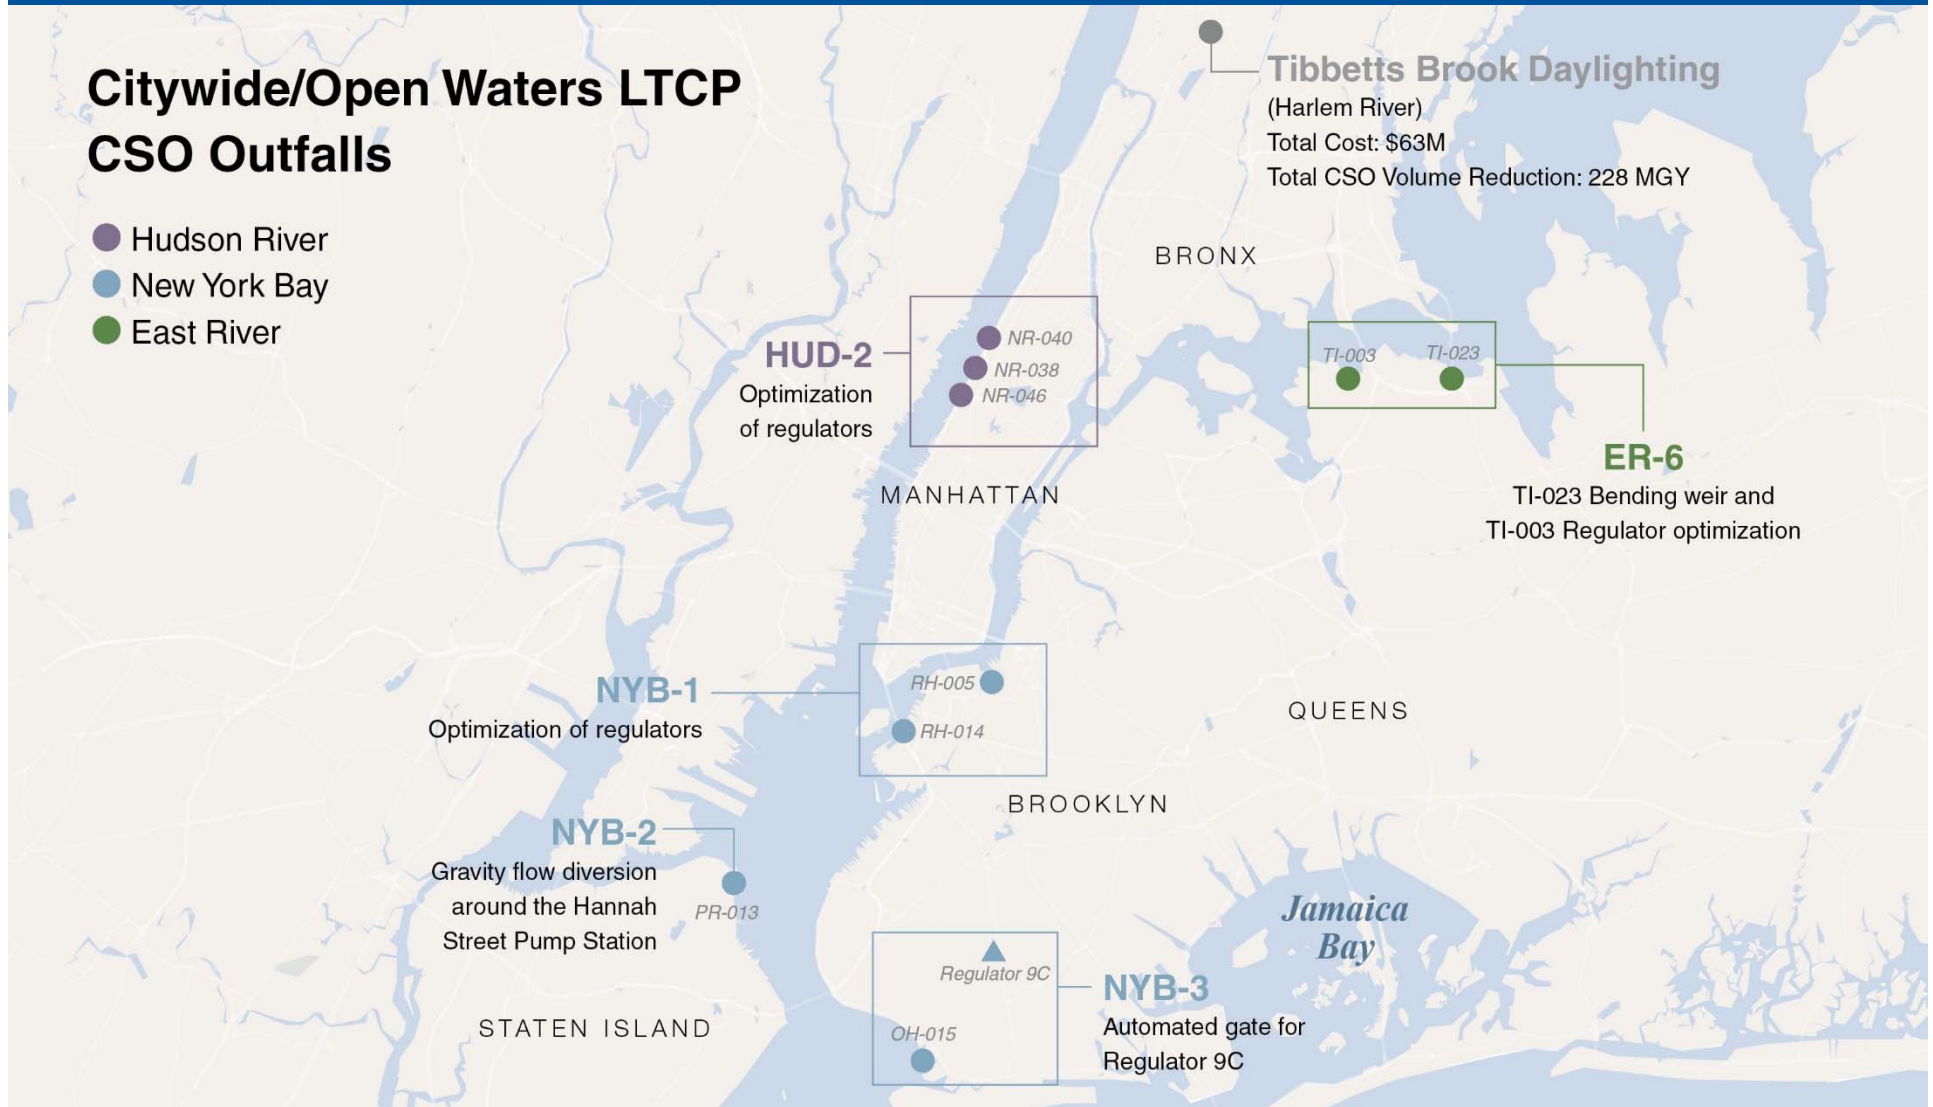 Citywide/Open Waters LTCP
CSO Outfalls
Hudson River
New York Bay
East River
Tibbetts Brook Daylighting
(Harlem River)
Total Cost: $63M
Total CSO Volume Reduction: 228 MGY
BRONX
HUD-2
Optimization
of regulators
NR-040
NR-038
NR-046
TI-003
TI-023
ER-6
TI-023 Bending weir and
TI-003 Regulator optimization
MANHATTAN
NYB-1
Optimization of regulators
RH-005
RH-014
QUEENS
BROOKLYN
NYB-2
Gravity flow diversion
around the Hannah
Street Pump Station
PR-013
Jamaica
Bay
Regulator 9C
OH-015
NYB-3
Automated gate for
Regulator 9C
STATEN ISLAND